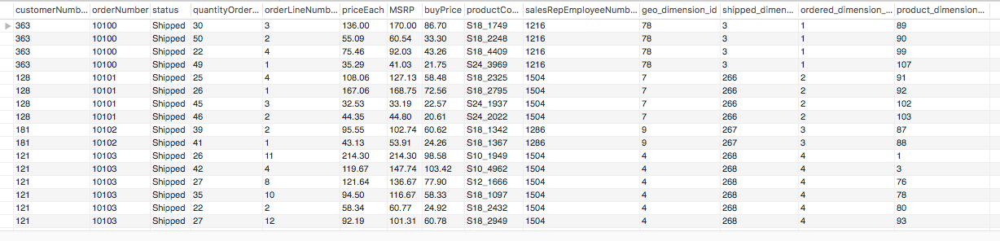 customerNumb... orderNumber status quantityOrder... orderLineNumb... priceEach MSRP buyPrice productCo... salesRepEmployeeNumb... geo_dimension_id shipped_dimen... ordered_dimension_... product_dimension...
363 10100 Shipped 30 3 136.00 170.00 86.70 S18_1749 1216 78 3 1 89
363 10100 Shipped 50 2 55.09 60.54 33.30 S18_2248 1216 78 3 1 90
363 10100 Shipped 22 4 75.46 92.03 43.26 S18_4409 1216 78 3 1 99
363 10100 Shipped 49 1 35.29 41.03 21.75 S24_3969 1216 78 3 1 107
128 10101 Shipped 25 4 108.06 127.13 58.48 S18_2325 1504 7 266 2 91
128 10101 Shipped 26 1 167.06 168.75 72.56 S18_2795 1504 7 266 2 92
128 10101 Shipped 45 3 32.53 33.19 22.57 S24_1937 1504 7 266 2 102
128 10101 Shipped 46 2 44.35 44.80 20.61 S24_2022 1504 7 266 2 103
181 10102 Shipped 39 2 95.55 102.74 60.62 S18_1342 1286 9 267 3 87
181 10102 Shipped 41 1 43.13 53.91 24.26 S18_1367 1286 9 267 3 88
121 10103 Shipped 26 11 214.30 214.30 98.58 S10_1949 1504 4 268 4 1
121 10103 Shipped 42 4 119.67 147.74 103.42 S10_4962 1504 4 268 4 3
121 10103 Shipped 27 8 121.64 136.67 77.90 S12_1666 1504 4 268 4 76
121 10103 Shipped 35 10 94.50 116.67 58.33 S18_1097 1504 4 268 4 78
121 10103 Shipped 22 2 58.34 60.77 24.92 S18_2432 1504 4 268 4 80
121 10103 Shipped 27 12 92.19 101.31 60.78 S18_2949 1504 4 268 4 93